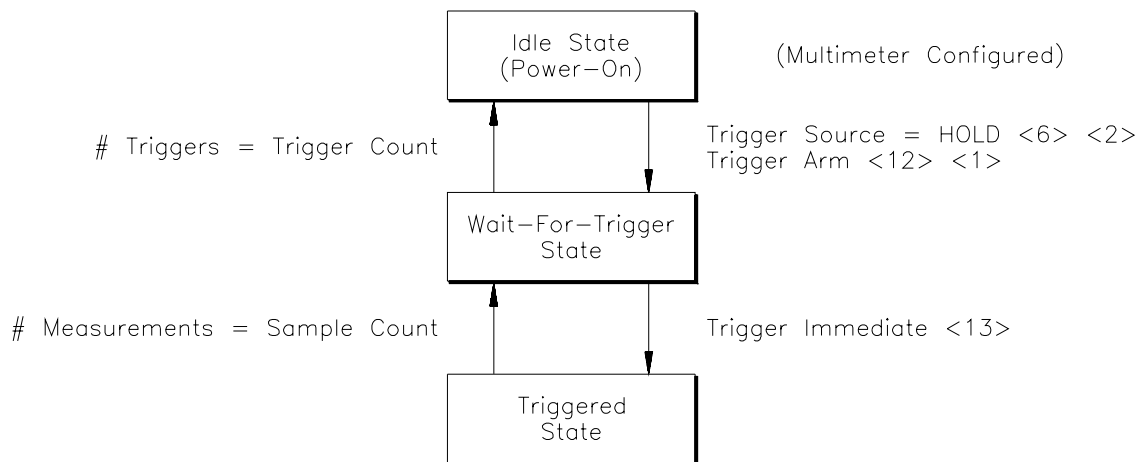 Idle State
(Power-On)
(Multimeter Configured)
# Triggers = Trigger Count
Trigger Source = HOLD <6> <2>
Trigger Arm <12> <1>
Wait-For-Trigger
State
# Measurements = Sample Count
Trigger Immediate <13>
Triggered
State